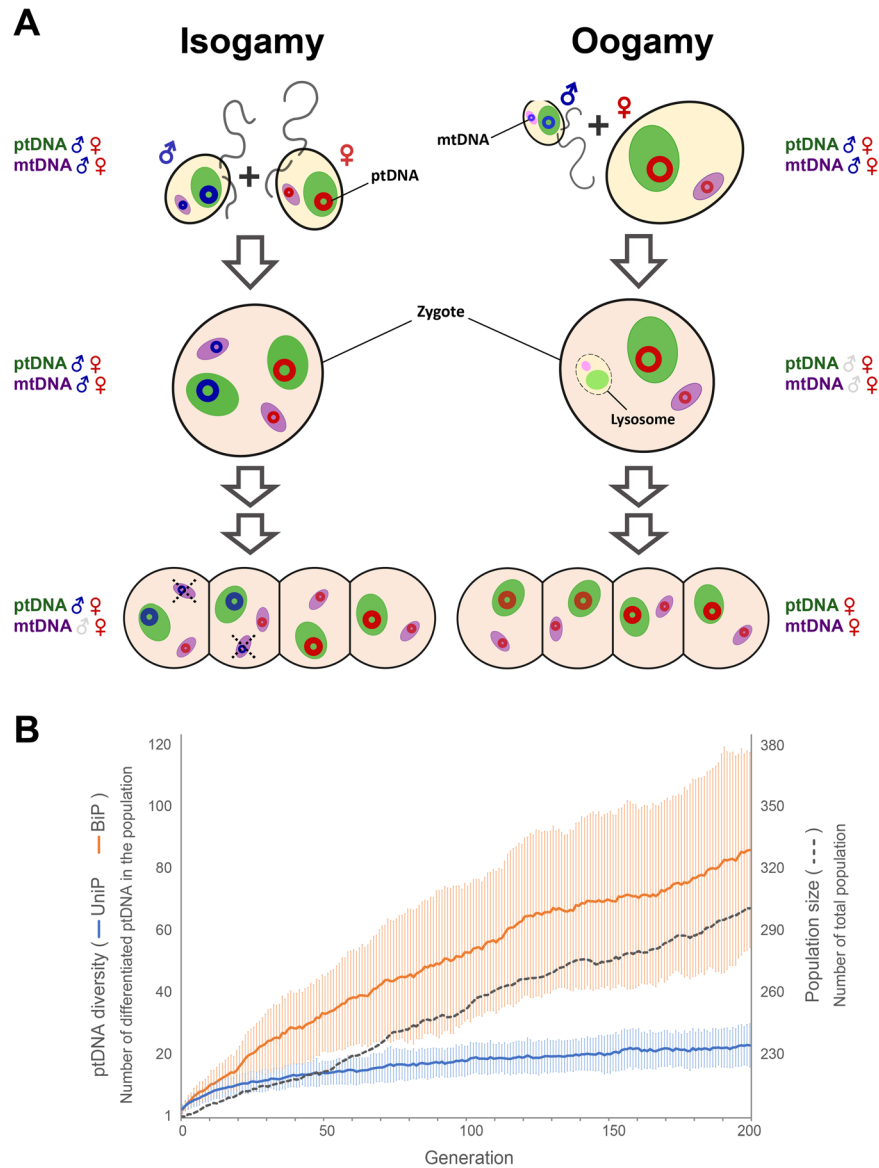 A
Isogamy
Oogamy
ptDNA ♂ ♀
mtDNA ♂ ♀
♂
+
♀
ptDNA
mtDNA
♂
+
♀
ptDNA ♂ ♀
mtDNA ♂ ♀
Zygote
ptDNA ♂ ♀
mtDNA ♂ ♀
Lysosome
ptDNA ♂ ♀
mtDNA ♂ ♀
ptDNA ♂ ♀
mtDNA ♂ ♀
ptDNA ♀
mtDNA ♀
B
ptDNA diversity ( — UniP — BiP )
Number of differentiated ptDNA in the population
120
100
80
60
40
20
1
380
350
320
290
260
230
Population size ( --- )
Number of total population
0
50
100
150
200
Generation